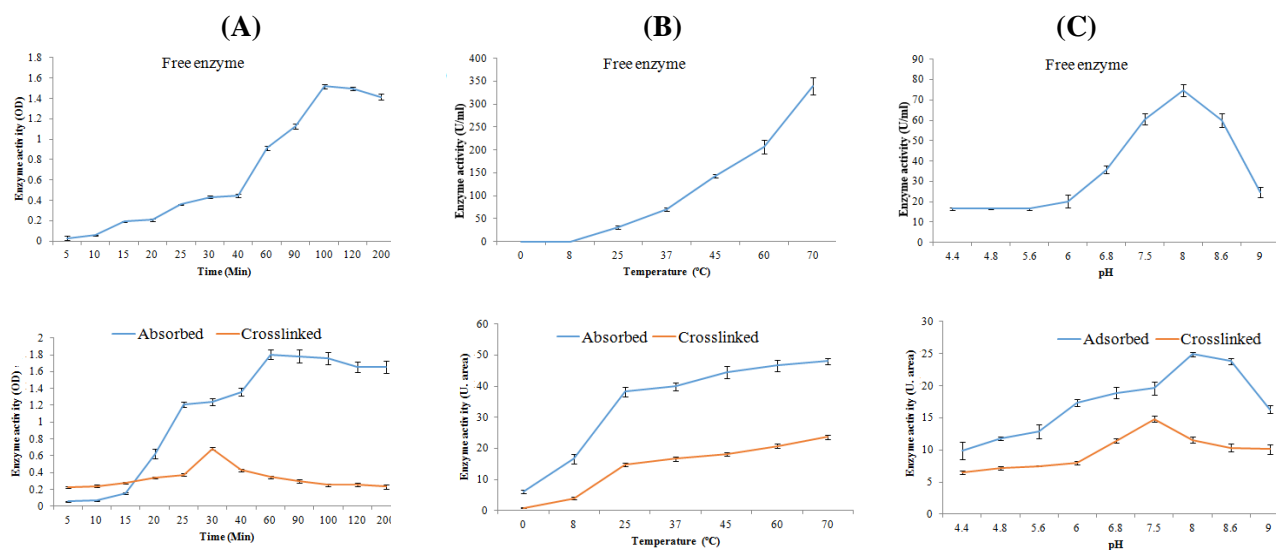 (A)
(B)
(C)
Free enzyme
Enzyme activity (OD)
1.8
1.6
1.4
1.2
1
0.8
0.6
0.4
0.2
0
5 10 15 20 25 30 40 60 90 100 120 200
Time (Min)
Free enzyme
Enzyme activity (U/ml)
400
350
300
250
200
150
100
50
0
0 8 25 37 45 60 70
Temperature (ºC)
Free enzyme
Enzyme activity (U/ml)
90
80
70
60
50
40
30
20
10
0
4.4 4.8 5.6 6 6.8 7.5 8 8.6 9
pH
Absorbed Crosslinked
Enzyme activity (OD)
2
1.8
1.6
1.4
1.2
1
0.8
0.6
0.4
0.2
0
5 10 15 20 25 30 40 60 90 100 120 200
Time (Min)
Absorbed Crosslinked
Enzyme activity (U. area)
60
50
40
30
20
10
0
0 8 25 37 45 60 70
Temperature (ºC)
Adsorbed Crosslinked
Enzyme activity (U. area)
30
25
20
15
10
5
0
4.4 4.8 5.6 6 6.8 7.5 8 8.6 9
pH